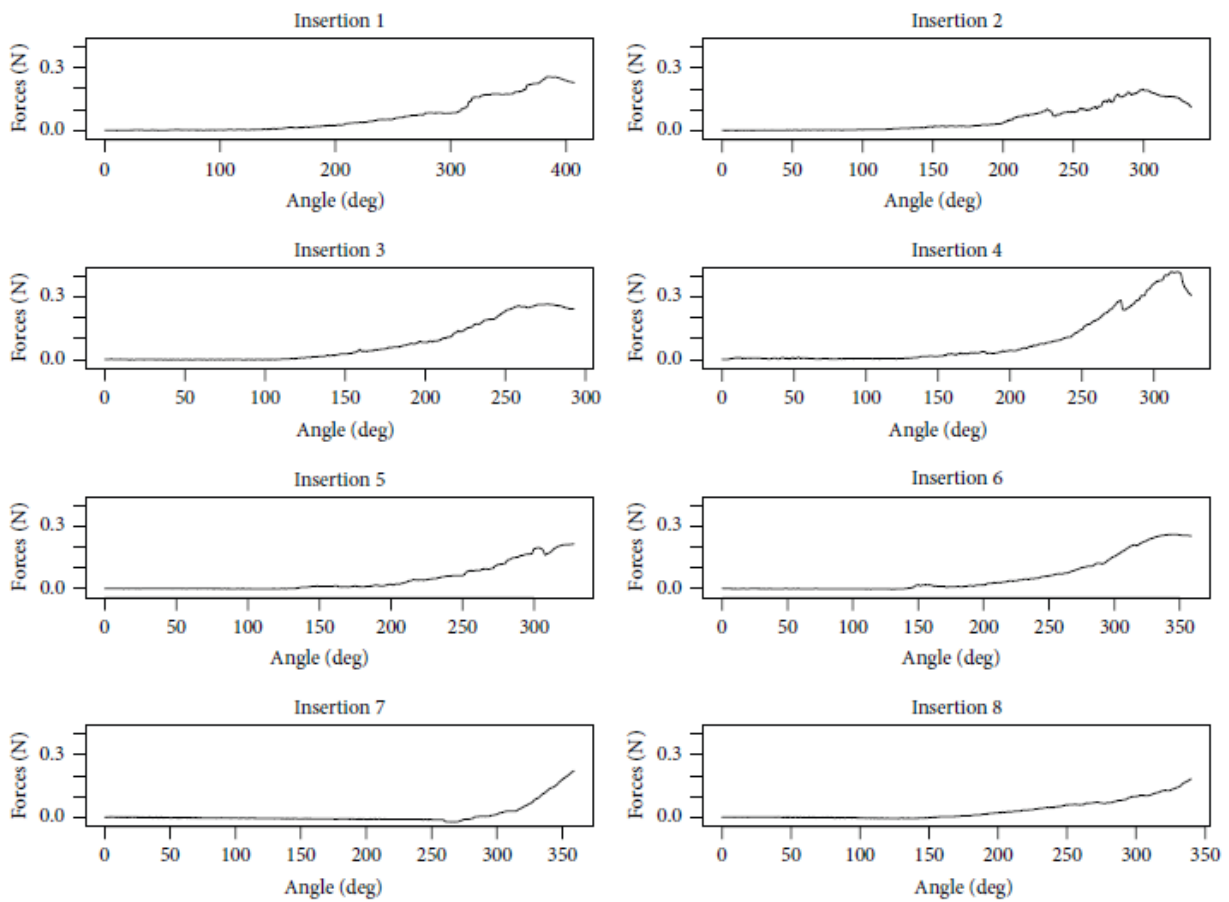 Insertion 1
Forces (N)
0.3
0.0
0 100 200 300 400
Angle (deg)
Insertion 2
Forces (N)
0.3
0.0
0 50 100 150 200 250 300
Angle (deg)
Insertion 3
Forces (N)
0.3
0.0
0 50 100 150 200 250 300
Angle (deg)
Insertion 4
Forces (N)
0.3
0.0
0 50 100 150 200 250 300
Angle (deg)
Insertion 5
Forces (N)
0.3
0.0
0 50 100 150 200 250 300
Angle (deg)
Insertion 6
Forces (N)
0.3
0.0
0 50 100 150 200 250 300 350
Angle (deg)
Insertion 7
Forces (N)
0.3
0.0
0 50 100 150 200 250 300 350
Angle (deg)
Insertion 8
Forces (N)
0.3
0.0
0 50 100 150 200 250 300 350
Angle (deg)